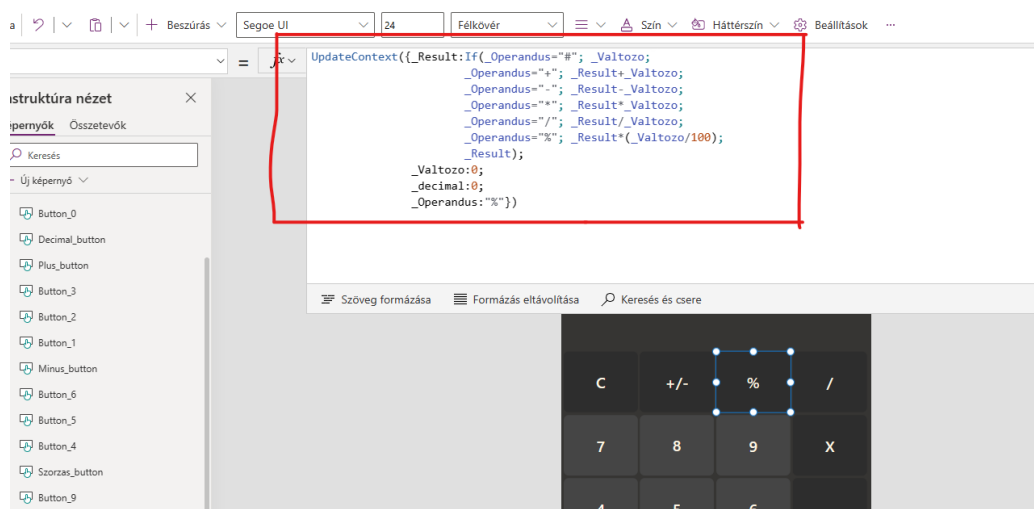 a Beszúrás Segoe UI 24 Félkövér Szín Háttérszín Beállítások ...
= fx UpdateContext({_Result:If(_Operandus="#"; _Valtozo;
_Operandus="+"; _Result+_Valtozo;
_Operandus="-"; _Result-_Valtozo;
_Operandus="*"; _Result*_Valtozo;
_Operandus="/"; _Result/_Valtozo;
_Operandus="%"; _Result*(_Valtozo/100);
_Result);
_Valtozo:0;
_decimal:0;
_Operandus:"%"})
nstruktúra nézet
épernyők Összetevők
Keresés
Új képernyő
Button_0
Decimal_button
Plus_button
Button_3
Button_2
Button_1
Minus_button
Button_6
Button_5
Button_4
Szorzas_button
Button_9
Szöveg formázása Formázás eltávolítása Keresés és csere
C +/- % /
7 8 9 X